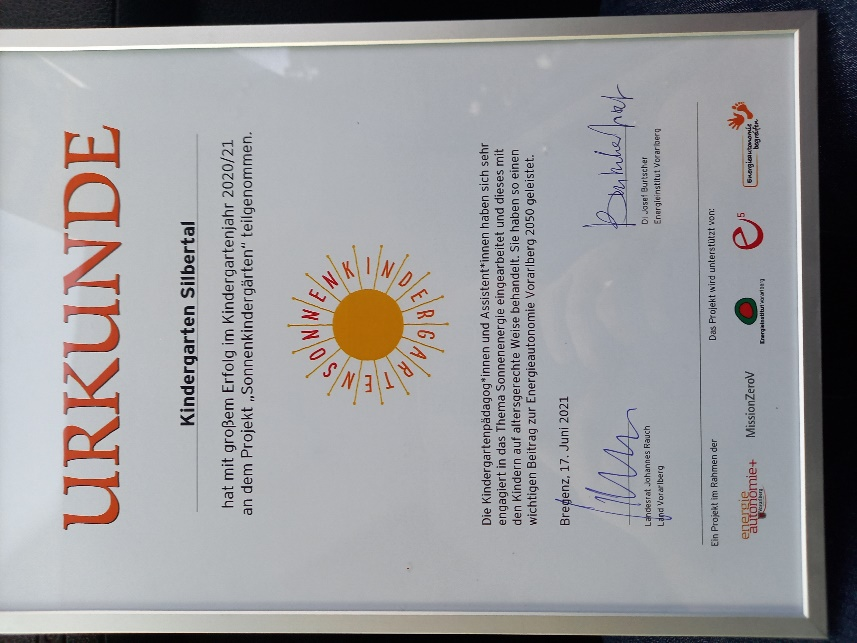 URKUNDE
Kindergarten Silbertal
hat mit großem Erfolg im Kindergartenjahr 2020/21
an dem Projekt „Sonnenkindergärten“ teilgenommen.
SONNENKINDERGARTEN
Die Kindergartenpädagog*innen und Assistent*innen haben sich sehr
engagiert in das Thema Sonnenenergie eingearbeitet und dieses mit
den Kindern auf altersgerechte Weise behandelt. Sie haben so einen
wichtigen Beitrag zur Energieautonomie Vorarlberg 2050 geleistet.
Bregenz, 17. Juni 2021
Landesrat Johannes Rauch
Land Vorarlberg
DI Josef Burtscher
Energieinstitut Vorarlberg
Ein Projekt im Rahmen der
energie
autonomie+
Vorarlberg
MissionZeroV
Das Projekt wird unterstützt von:
Energieinstitut Vorarlberg
e5
Energieautonomie
begreifen